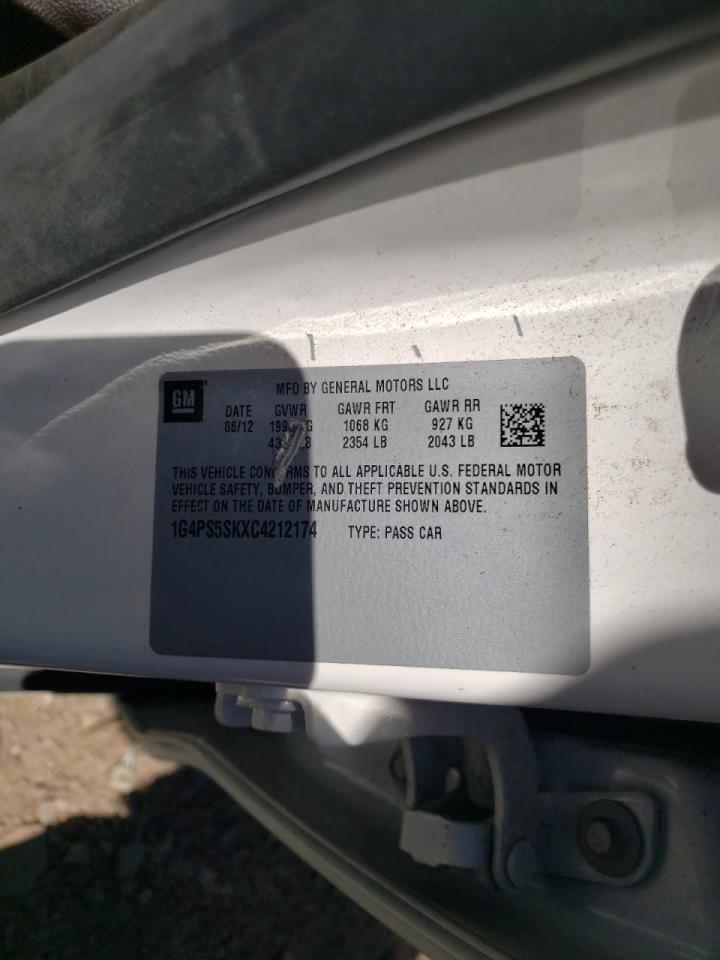 GM
MFD BY GENERAL MOTORS LLC
DATE GVWR GAWR FRT GAWR RR
06/12 1068 KG 927 KG
LB 2354 LB 2043 LB
THIS VEHICLE CONFORMS TO ALL APPLICABLE U.S. FEDERAL MOTOR
VEHICLE SAFETY, BUMPER, AND THEFT PREVENTION STANDARDS IN
EFFECT ON THE DATE OF MANUFACTURE SHOWN ABOVE.
1G4PS5SKXC4212174 TYPE: PASS CAR